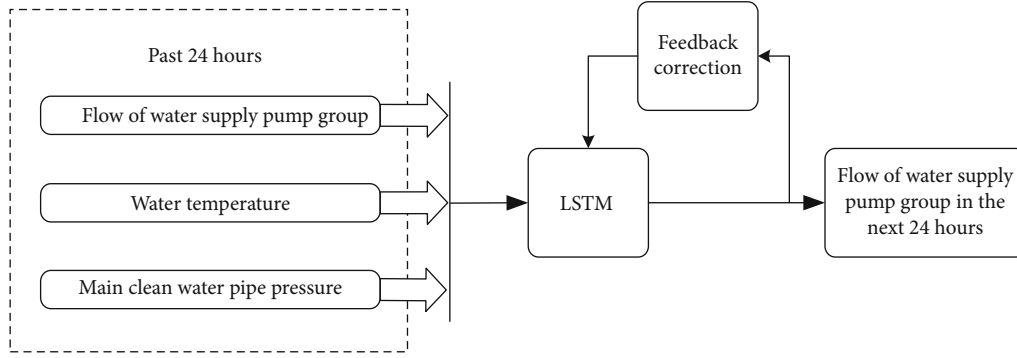 Past 24 hours
Flow of water supply pump group
Water temperature
Main clean water pipe pressure
LSTM
Feedback
correction
Flow of water supply
pump group in the
next 24 hours